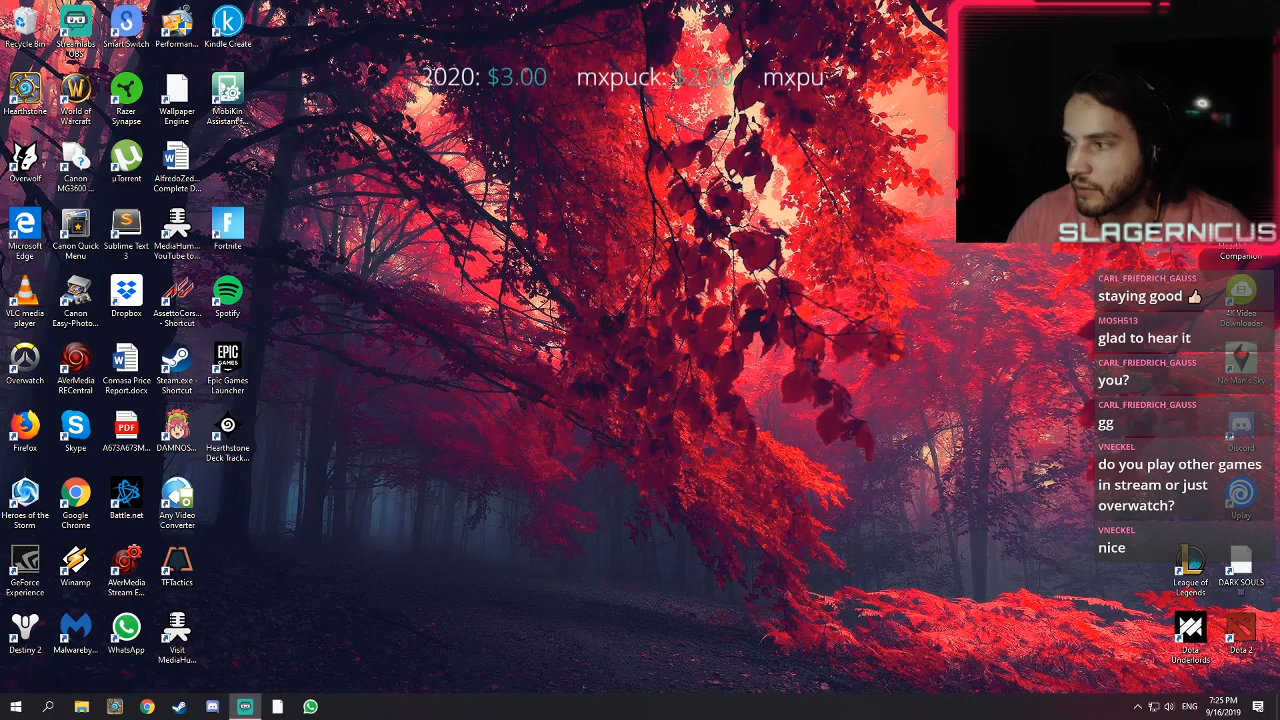 2020: $3.00 mxpuck: $2.00 mxpu
SLAGERNICUS
Recycle Bin
Streamlabs OBS
SmartSwitch
Performan...
Kindle Create
Hearthstone
World of Warcraft
Razer Synapse
Wallpaper Engine
MobiKin Assistant f...
Overwolf
Canon MG3600 ...
µTorrent
AlfredoZed... Complete D...
Microsoft Edge
Canon Quick Menu
Sublime Text 3
MediaHum... YouTube to...
Fortnite
VLC media player
Canon Easy-Photo...
Dropbox
AssettoCors... - Shortcut
Spotify
Overwatch
AVerMedia RECentral
Comasa Price Report.docx
Steam.exe - Shortcut
EPIC GAMES
Epic Games Launcher
Firefox
Skype
PDF
A673A673M...
DAMNOS...
Hearthstone Deck Track...
Heroes of the Storm
Google Chrome
Battle.net
Any Video Converter
GeForce Experience
Winamp
AVerMedia Stream E...
TFTactics
Destiny 2
Malwareby...
WhatsApp
Visit MediaHu...
Companion
CARL_FRIEDRICH_GAUSS
staying good 👍
MOSH513
glad to hear it
CARL_FRIEDRICH_GAUSS
you?
CARL_FRIEDRICH_GAUSS
gg
VNECKEL
do you play other games
in stream or just
overwatch?
VNECKEL
nice
4K Video Downloader
No Man's Sky
Discord
Uplay
League of Legends
DARK SOULS
Dota Underlords
Dota 2
ENG
7:25 PM
9/16/2019